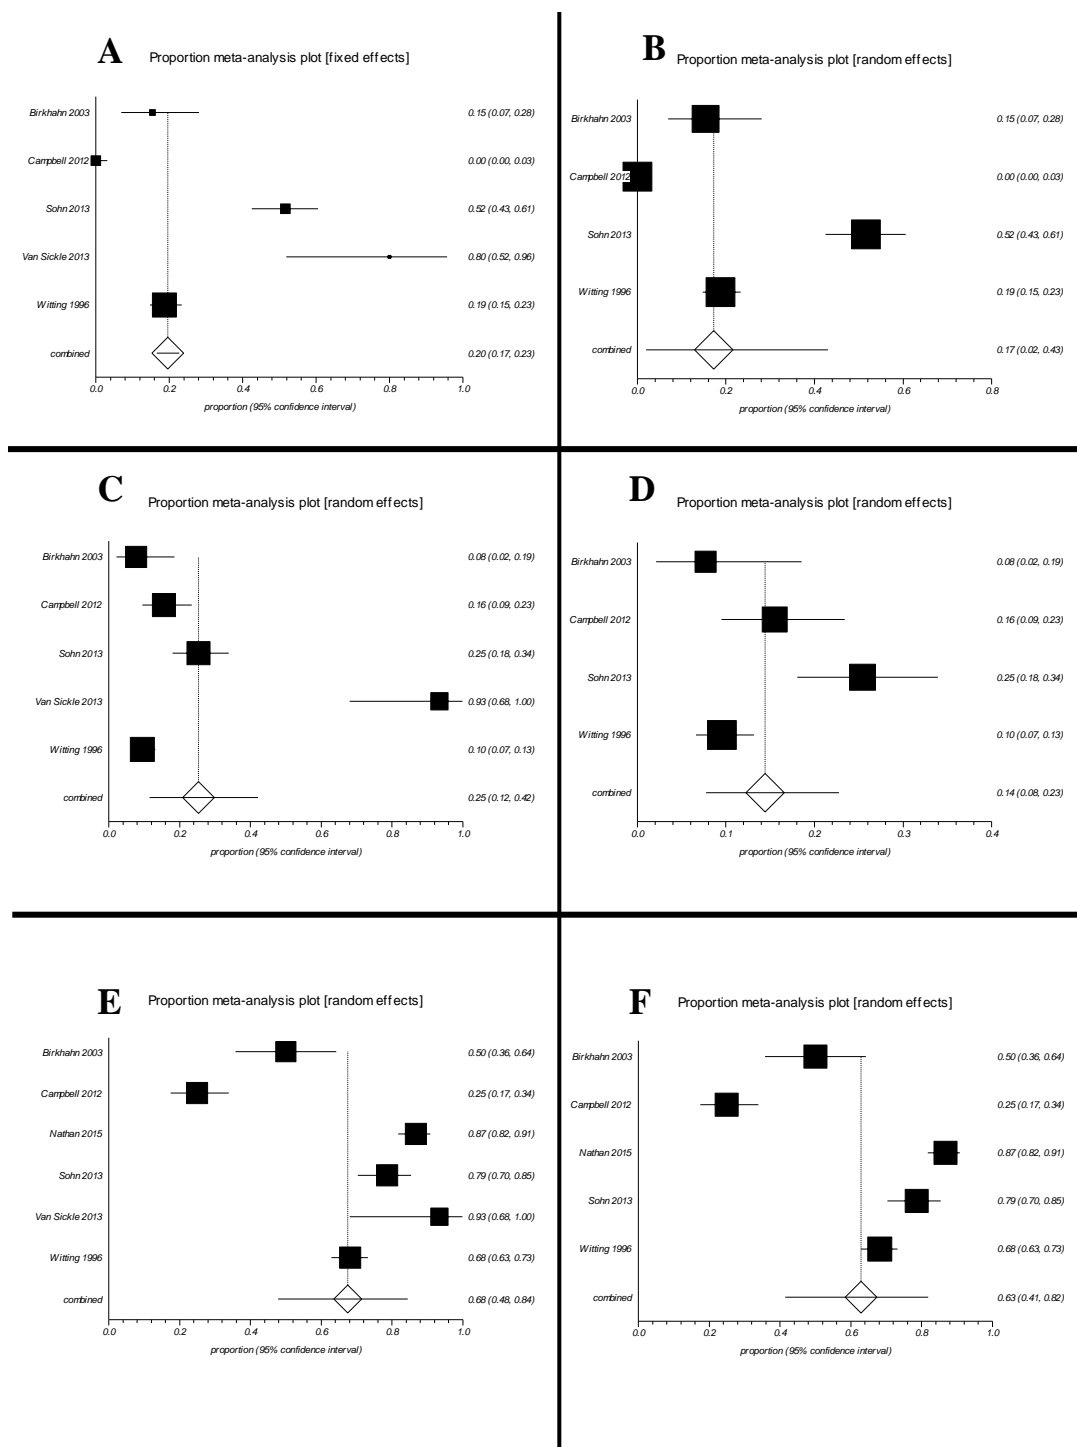 A
Proportion meta-analysis plot [fixed effects]
Birkhahn 2003 0.15 (0.07, 0.28)
Campbell 2012 0.00 (0.00, 0.03)
Sohn 2013 0.52 (0.43, 0.61)
Van Sickle 2013 0.80 (0.52, 0.96)
Witting 1996 0.19 (0.15, 0.23)
combined 0.20 (0.17, 0.23)
0.0 0.2 0.4 0.6 0.8 1.0
proportion (95% confidence interval)
B
Proportion meta-analysis plot [random effects]
Birkhahn 2003 0.15 (0.07, 0.28)
Campbell 2012 0.00 (0.00, 0.03)
Sohn 2013 0.52 (0.43, 0.61)
Witting 1996 0.19 (0.15, 0.23)
combined 0.17 (0.02, 0.43)
0.0 0.2 0.4 0.6 0.8
proportion (95% confidence interval)
C
Proportion meta-analysis plot [random effects]
Birkhahn 2003 0.08 (0.02, 0.19)
Campbell 2012 0.16 (0.09, 0.23)
Sohn 2013 0.25 (0.18, 0.34)
Van Sickle 2013 0.93 (0.68, 1.00)
Witting 1996 0.10 (0.07, 0.13)
combined 0.25 (0.12, 0.42)
0.0 0.2 0.4 0.6 0.8 1.0
proportion (95% confidence interval)
D
Proportion meta-analysis plot [random effects]
Birkhahn 2003 0.08 (0.02, 0.19)
Campbell 2012 0.16 (0.09, 0.23)
Sohn 2013 0.25 (0.18, 0.34)
Witting 1996 0.10 (0.07, 0.13)
combined 0.14 (0.08, 0.23)
0.0 0.1 0.2 0.3 0.4
proportion (95% confidence interval)
E
Proportion meta-analysis plot [random effects]
Birkhahn 2003 0.50 (0.36, 0.64)
Campbell 2012 0.25 (0.17, 0.34)
Nathan 2015 0.87 (0.82, 0.91)
Sohn 2013 0.79 (0.70, 0.85)
Van Sickle 2013 0.93 (0.68, 1.00)
Witting 1996 0.68 (0.63, 0.73)
combined 0.68 (0.48, 0.84)
0.0 0.2 0.4 0.6 0.8 1.0
proportion (95% confidence interval)
F
Proportion meta-analysis plot [random effects]
Birkhahn 2003 0.50 (0.36, 0.64)
Campbell 2012 0.25 (0.17, 0.34)
Nathan 2015 0.87 (0.82, 0.91)
Sohn 2013 0.79 (0.70, 0.85)
Witting 1996 0.68 (0.63, 0.73)
combined 0.63 (0.41, 0.82)
0.0 0.2 0.4 0.6 0.8 1.0
proportion (95% confidence interval)